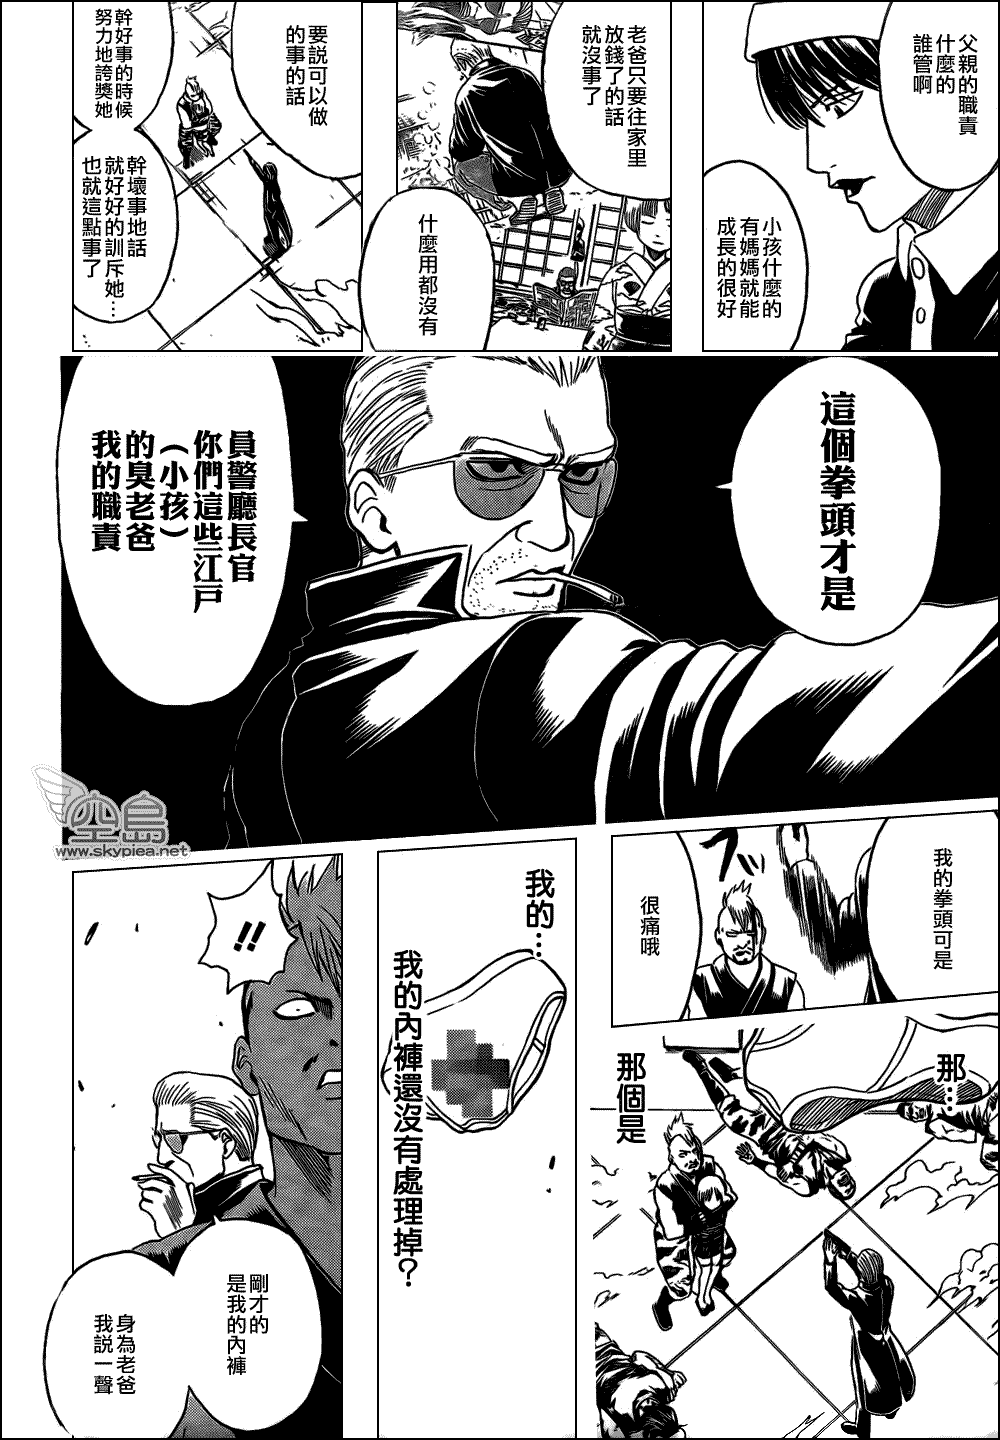 父親的職責
什麼的
誰管啊
小孩什麼的
有媽媽就能
成長的很好
老爸只要往家里
放錢了的話
就沒事了
什麼用都沒有
要説可以做
的事的話
幹好事的時候
努力地誇獎她
幹壞事地話
就好好的訓斥她…
也就這點事了
這個拳頭才是
員警廳長官
你們這些江戶
（小孩）
的臭老爸
我的職責
空鳥
www.skypiea.net
我的拳頭可是
很痛哦
那…
那個是
我的…
我的內褲還沒有處理掉？
!!
剛才的
是我的內褲
身為老爸
我説一聲